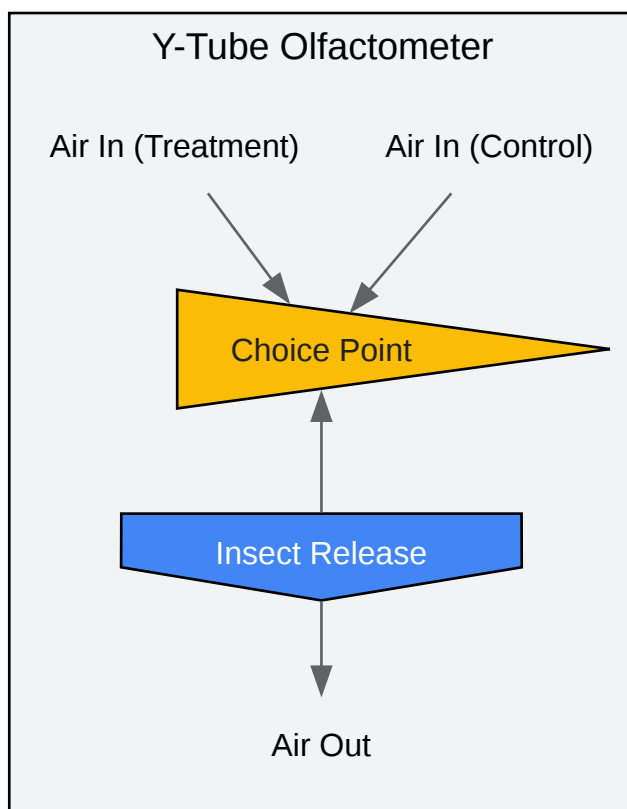 Y-Tube Olfactometer
Air In (Treatment)
Air In (Control)
Choice Point
Insect Release
Air Out